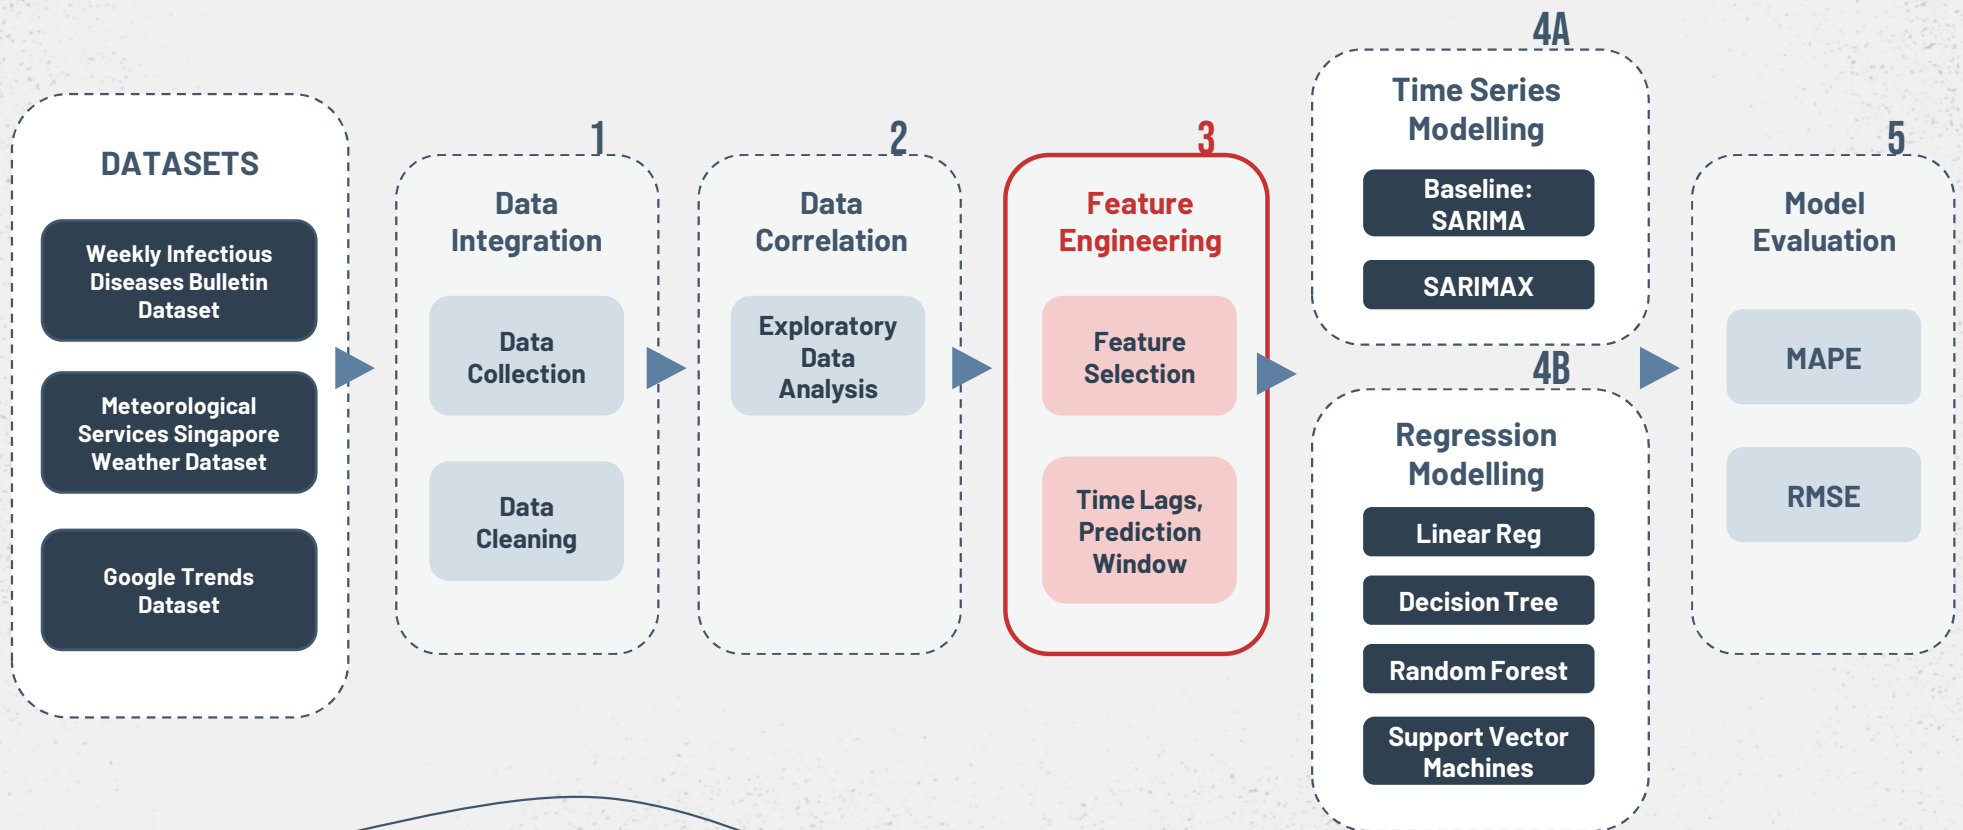 DATASETS
Weekly Infectious
Diseases Bulletin
Dataset
Meteorological
Services Singapore
Weather Dataset
Google Trends
Dataset
1
Data
Integration
Data
Collection
Data
Cleaning
2
Data
Correlation
Exploratory
Data
Analysis
3
Feature
Engineering
Feature
Selection
Time Lags,
Prediction
Window
4A
Time Series
Modelling
Baseline:
SARIMA
SARIMAX
4B
Regression
Modelling
Linear Reg
Decision Tree
Random Forest
Support Vector
Machines
5
Model
Evaluation
MAPE
RMSE